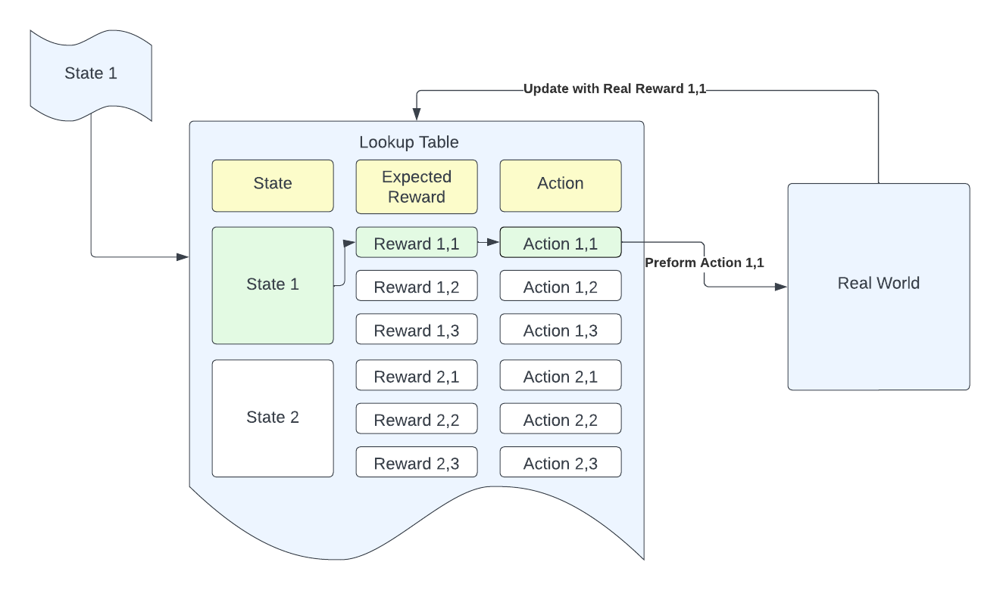 State 1
Update with Real Reward 1,1
Lookup Table
State
Expected
Reward
Action
State 1
Reward 1,1
Action 1,1
Preform Action 1,1
Real World
Reward 1,2
Action 1,2
Reward 1,3
Action 1,3
State 2
Reward 2,1
Action 2,1
Reward 2,2
Action 2,2
Reward 2,3
Action 2,3